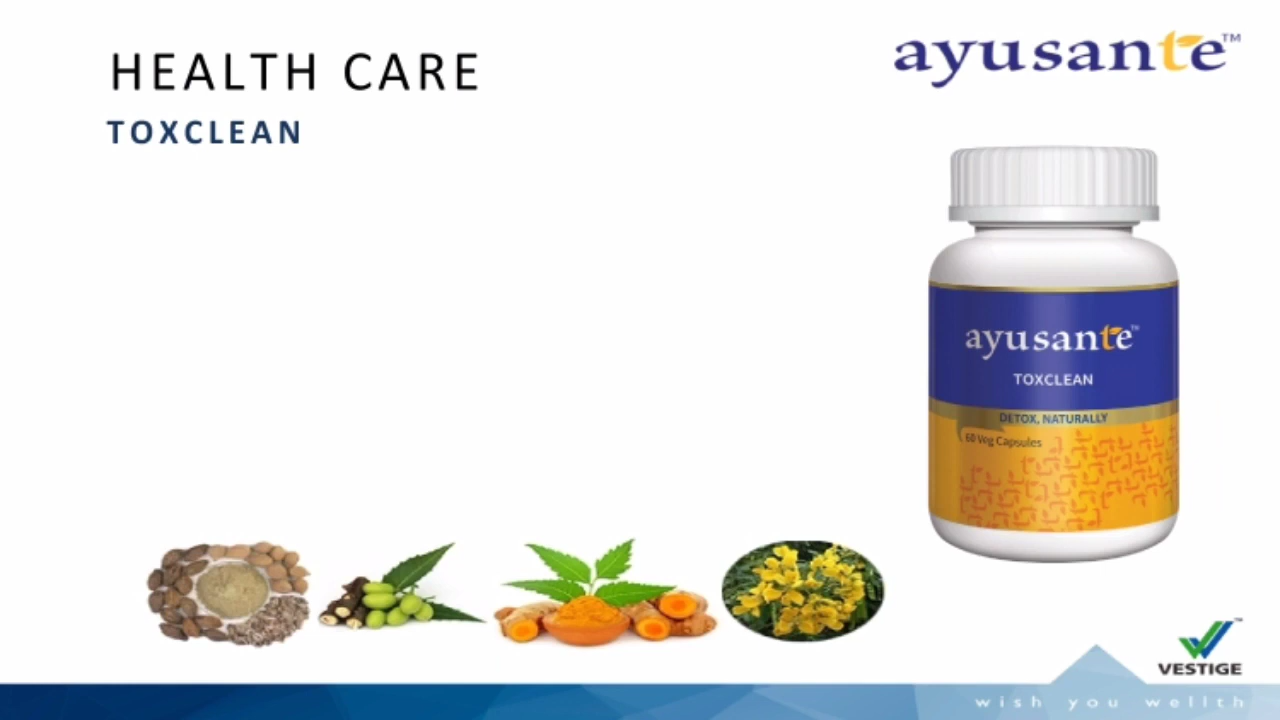 HEALTH CARE
TOXCLEAN
ayusante™
ayusante™
TOXCLEAN
DETOX, NATURALLY
60 Veg Capsules
VESTIGE
wish you wellth